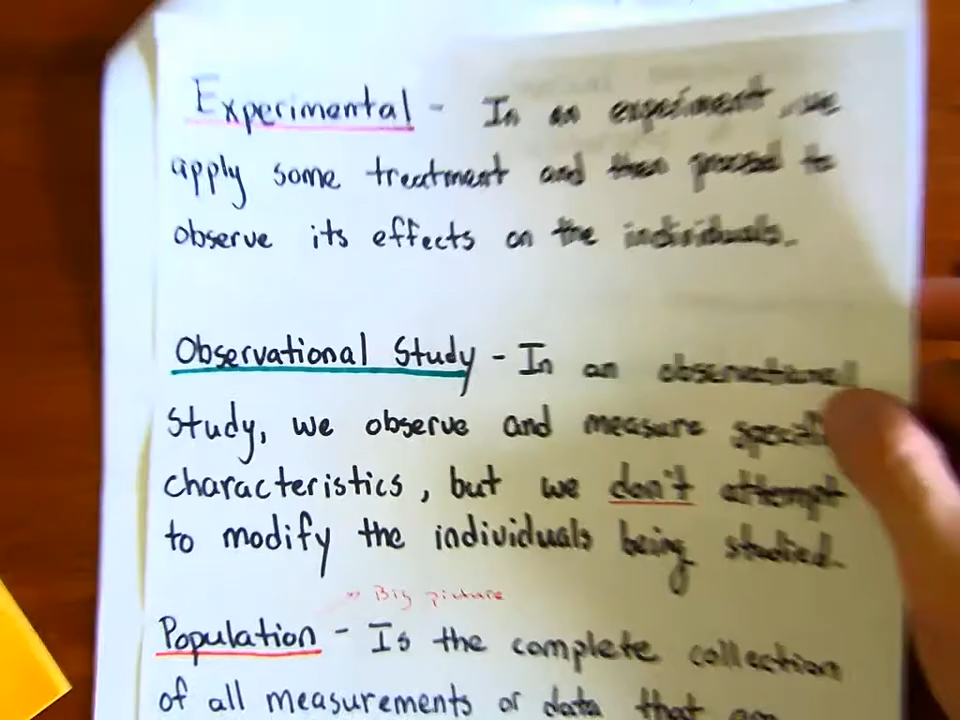 Experimental - In an experiment, we
apply some treatment and then proceed to
observe its effects on the individuals.
Observational Study - In an observational
study, we observe and measure specific
characteristics, but we don't attempt
to modify the individuals being studied.
" Big picture
Population - Is the complete collection
of all measurements or data that are